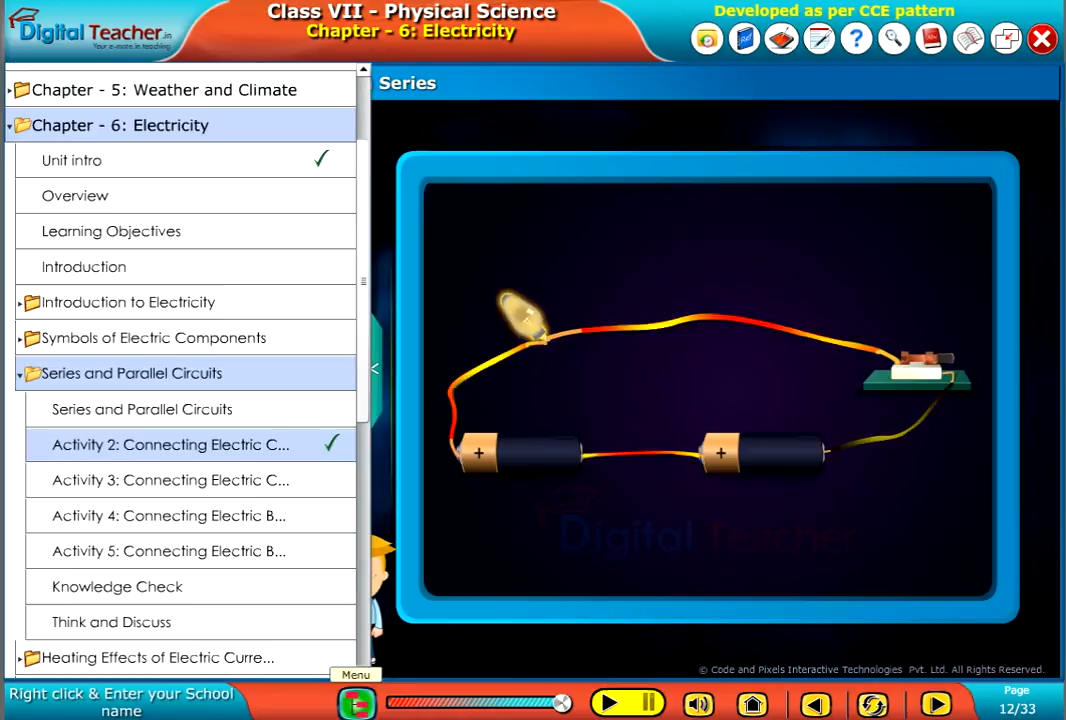 Digital Teacher.in
Your e-mate in teaching
Class VII - Physical Science
Chapter - 6: Electricity
Developed as per CCE pattern
Ref
?
Chapter - 5: Weather and Climate
Chapter - 6: Electricity
Unit intro
Overview
Learning Objectives
Introduction
Introduction to Electricity
Symbols of Electric Components
Series and Parallel Circuits
Series and Parallel Circuits
Activity 2: Connecting Electric C...
Activity 3: Connecting Electric C...
Activity 4: Connecting Electric B...
Activity 5: Connecting Electric B...
Knowledge Check
Think and Discuss
Heating Effects of Electric Curre...
Series
<
+ +
Digital Teacher
© Code and Pixels Interactive Technologies Pvt. Ltd. All Rights Reserved.
Menu
Right click & Enter your School
name
Page
12/33